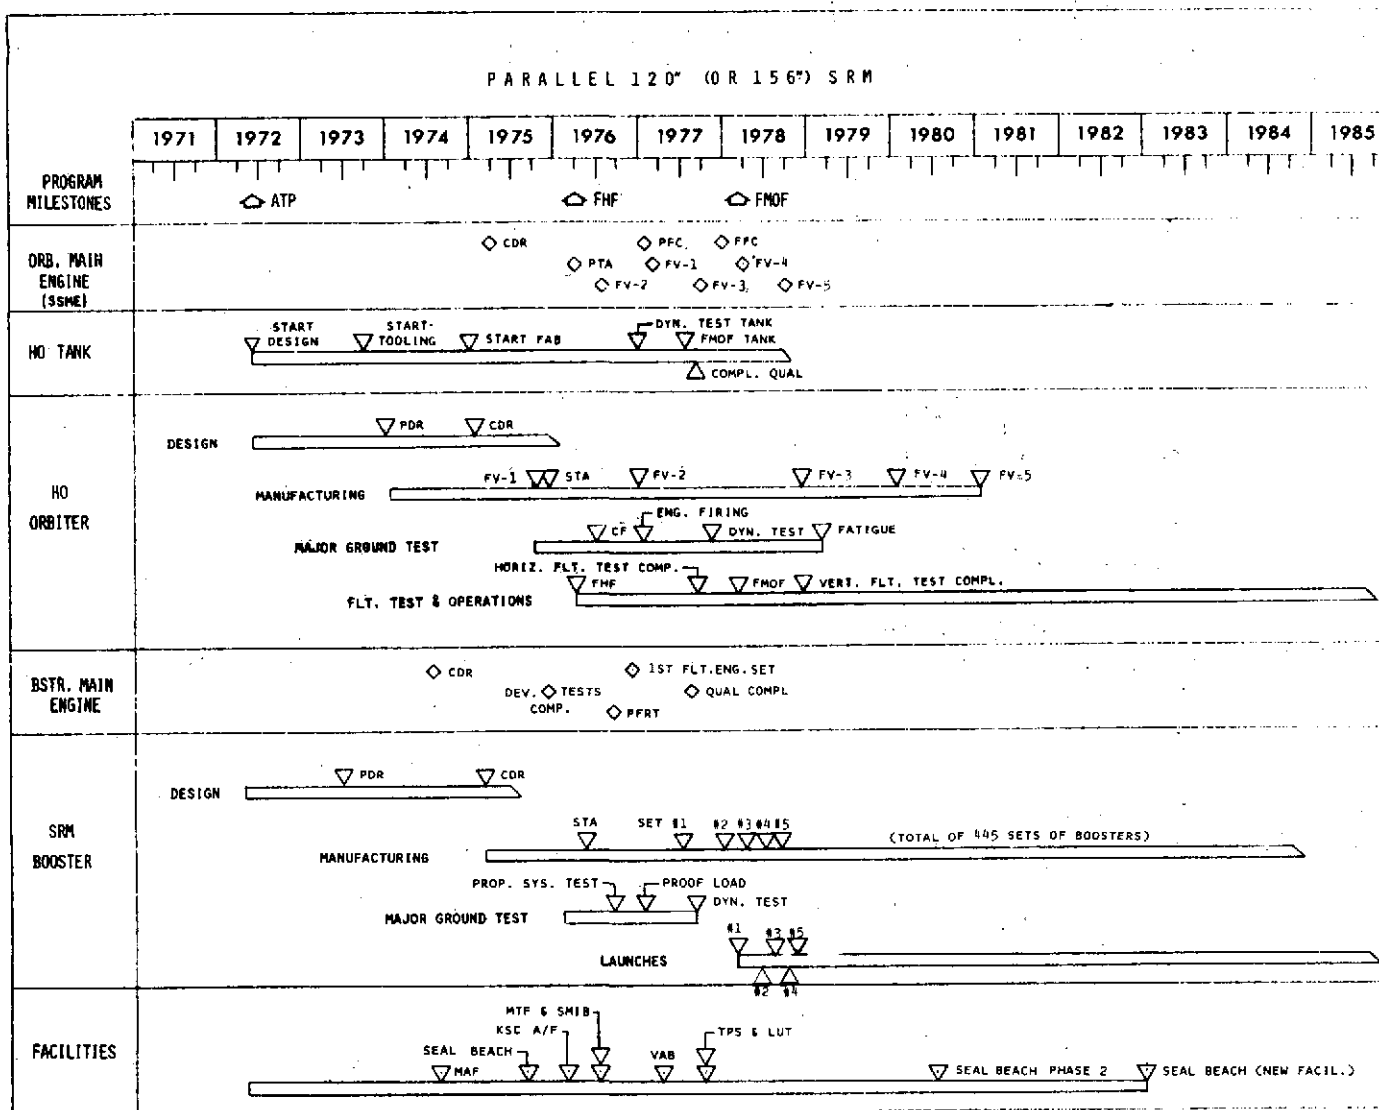 PARALLEL 120" (OR 156") SRM
1971 1972 1973 1974 1975 1976 1977 1978 1979 1980 1981 1982 1983 1984 1985
PROGRAM
MILESTONES
ATP FHF FMOF
ORB. MAIN
ENGINE
(SSME)
CDR PFC FFC
PTA FV-1 FV-4
FV-2 FV-3 FV-5
HO TANK
START
DESIGN
START-
TOOLING
START FAB
DYN. TEST TANK
FMOF TANK
COMPL. QUAL
HO
ORBITER
DESIGN
PDR CDR
MANUFACTURING
FV-1 STA FV-2 FV-3 FV-4 FV-5
MAJOR GROUND TEST
CF ENG. FIRING DYN. TEST FATIGUE
FLT. TEST & OPERATIONS
HORIZ. FLT. TEST COMP.
FHF FMOF VERT. FLT. TEST COMPL.
BSTR. MAIN
ENGINE
CDR 1ST FLT.ENG.SET
DEV. TESTS
COMP.
QUAL COMPL
PFRT
SRM
BOOSTER
DESIGN
PDR CDR
MANUFACTURING
STA SET #1 #2 #3 #4 #5
(TOTAL OF 445 SETS OF BOOSTERS)
MAJOR GROUND TEST
PROP. SYS. TEST PROOF LOAD
DYN. TEST
LAUNCHES
#1 #3 #5
#2 #4
FACILITIES
MTF & SMIB
KSC A/F TPS & LUT
SEAL BEACH VAB
MAF SEAL BEACH PHASE 2 SEAL BEACH (NEW FACIL.)